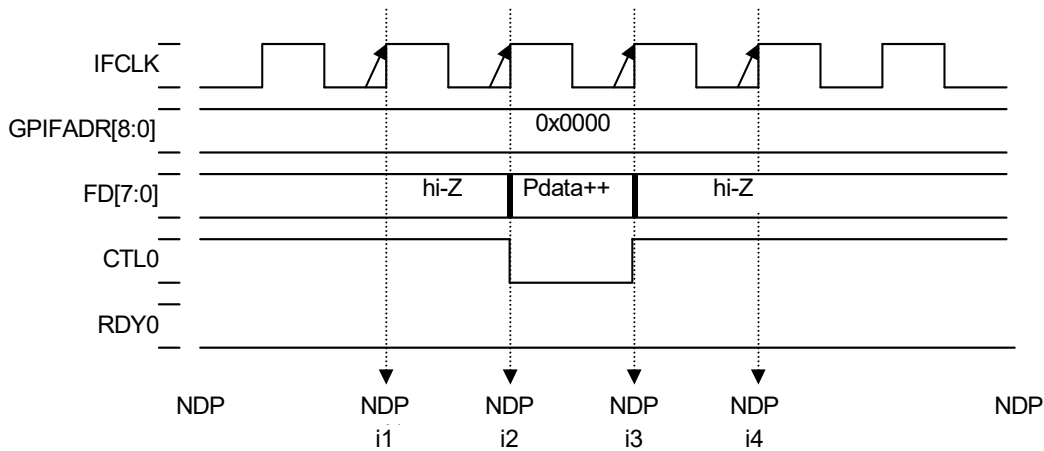 IFCLK
GPIFADR[8:0]
0x0000
FD[7:0]
hi-Z
Pdata++
hi-Z
CTL0
RDY0
NDP NDP NDP NDP NDP NDP
i1 i2 i3 i4